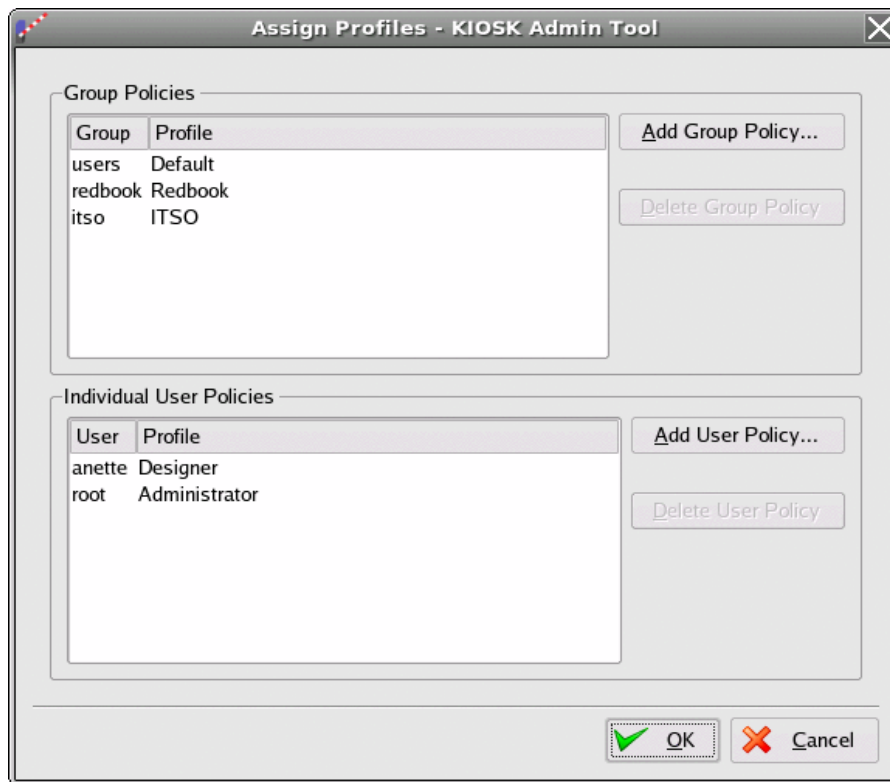 Assign Profiles - KIOSK Admin Tool
Group Policies
Group Profile
Add Group Policy...
users Default
redbook Redbook
itso ITSO
Delete Group Policy
Individual User Policies
User Profile
Add User Policy...
anette Designer
root Administrator
Delete User Policy
OK Cancel